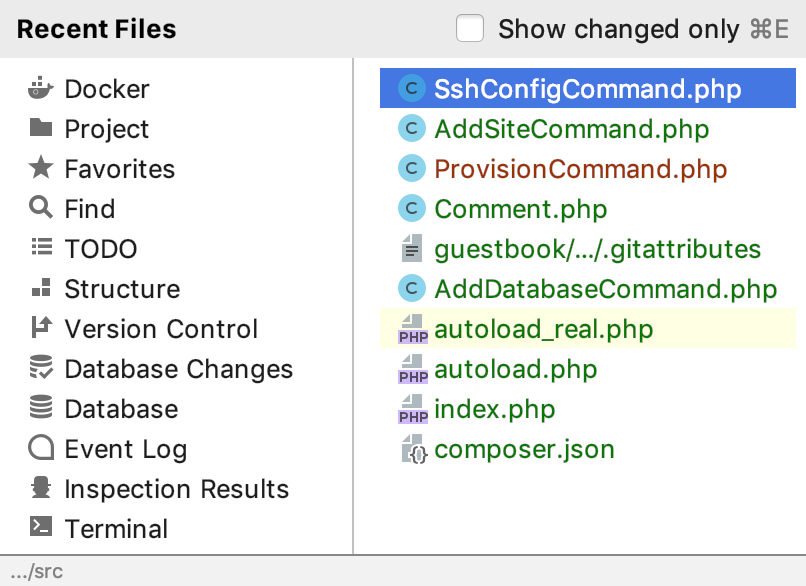 Recent Files
Show changed only ⌘E
Docker
Project
Favorites
Find
TODO
Structure
Version Control
Database Changes
Database
Event Log
Inspection Results
Terminal
C SshConfigCommand.php
C AddSiteCommand.php
C ProvisionCommand.php
C Comment.php
guestbook/.../.gitattributes
C AddDatabaseCommand.php
PHP autoload_real.php
PHP autoload.php
PHP index.php
{} composer.json
.../src